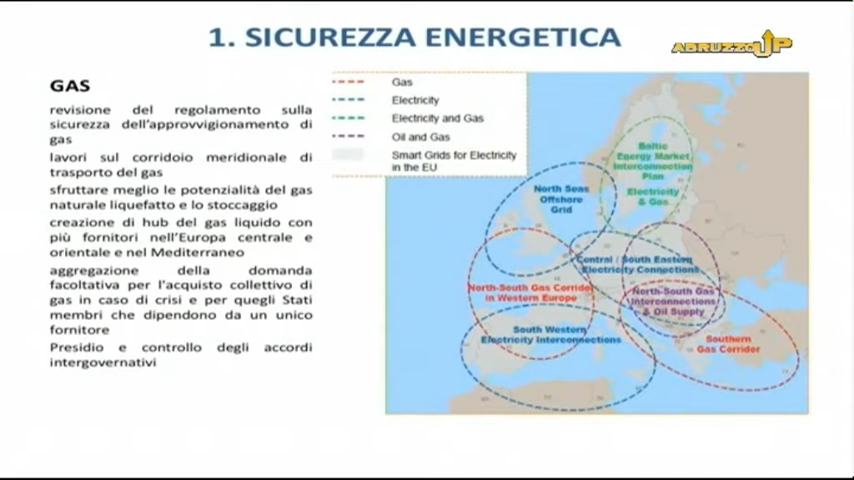 1. SICUREZZA ENERGETICA
ABRUZZOUP
GAS
revisione del regolamento sulla
sicurezza dell'approvvigionamento di
gas
lavori sul corridoio meridionale di
trasporto del gas
sfruttare meglio le potenzialità del gas
naturale liquefatto e lo stoccaggio
creazione di hub del gas liquido con
più fornitori nell'Europa centrale e
orientale e nel Mediterraneo
aggregazione della domanda
facoltativa per l'acquisto collettivo di
gas in caso di crisi e per quegli Stati
membri che dipendono da un unico
fornitore
Presidio e controllo degli accordi
intergovernativi
Gas
Electricity
Electricity and Gas
Oil and Gas
Smart Grids for Electricity
in the EU
Baltic
Energy Market
Interconnection
Plan
Electricity
& Gas
North Seas
Offshore
Grid
Central / South Eastern
Electricity Connections
North-South Gas Corridor
in Western Europe
North-South Gas
Interconnections
& Oil Supply
South Western
Electricity Interconnections
Southern
Gas Corridor